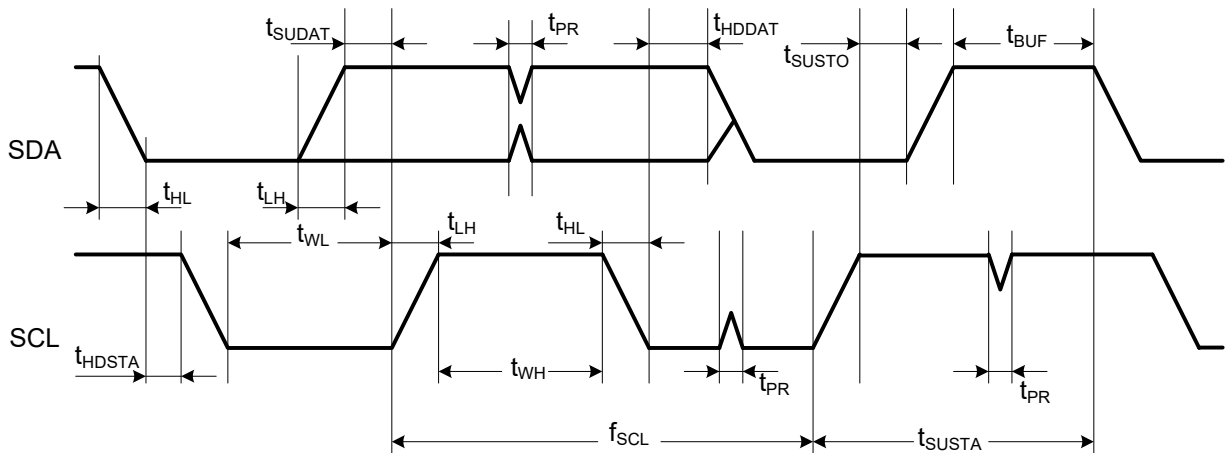 tSUDAT
tPR
tHDDAT
tSUSTO
tBUF
SDA
tHL
tLH
tWL
tLH
tHL
SCL
tHDSTA
tWH
tPR
tPR
fSCL
tSUSTA